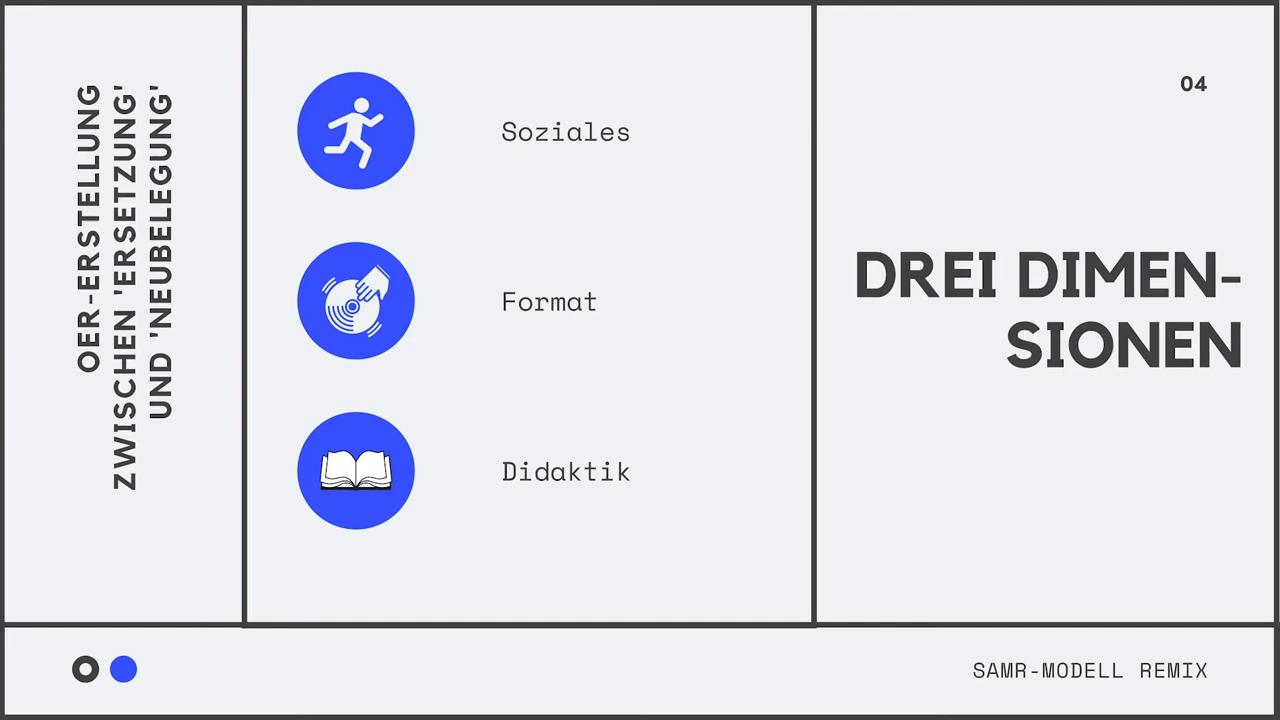 OER-ERSTELLUNG
ZWISCHEN 'ERSETZUNG'
UND 'NEUBELEGUNG'
Soziales
Format
Didaktik
04
DREI DIMEN-
SIONEN
SAMR-MODELL REMIX